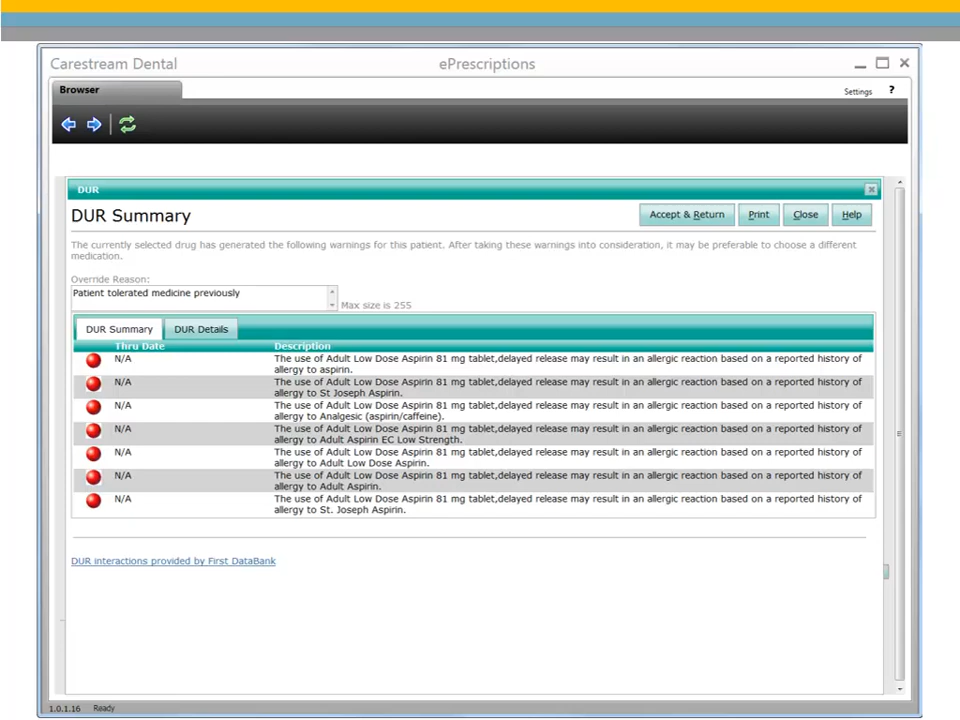 Carestream Dental ePrescriptions
Browser Settings ?
DUR
DUR Summary Accept & Return Print Close Help
The currently selected drug has generated the following warnings for this patient. After taking these warnings into consideration, it may be preferable to choose a different
medication.
Override Reason:
Patient tolerated medicine previously
Max size is 255
DUR Summary DUR Details
Thru Date Description
N/A The use of Adult Low Dose Aspirin 81 mg tablet,delayed release may result in an allergic reaction based on a reported history of
allergy to aspirin.
N/A The use of Adult Low Dose Aspirin 81 mg tablet,delayed release may result in an allergic reaction based on a reported history of
allergy to St Joseph Aspirin.
N/A The use of Adult Low Dose Aspirin 81 mg tablet,delayed release may result in an allergic reaction based on a reported history of
allergy to Analgesic (aspirin/caffeine).
N/A The use of Adult Low Dose Aspirin 81 mg tablet,delayed release may result in an allergic reaction based on a reported history of
allergy to Adult Aspirin EC Low Strength.
N/A The use of Adult Low Dose Aspirin 81 mg tablet,delayed release may result in an allergic reaction based on a reported history of
allergy to Adult Low Dose Aspirin.
N/A The use of Adult Low Dose Aspirin 81 mg tablet,delayed release may result in an allergic reaction based on a reported history of
allergy to Adult Aspirin.
N/A The use of Adult Low Dose Aspirin 81 mg tablet,delayed release may result in an allergic reaction based on a reported history of
allergy to St. Joseph Aspirin.
DUR interactions provided by First DataBank
1.0.1.16 Ready